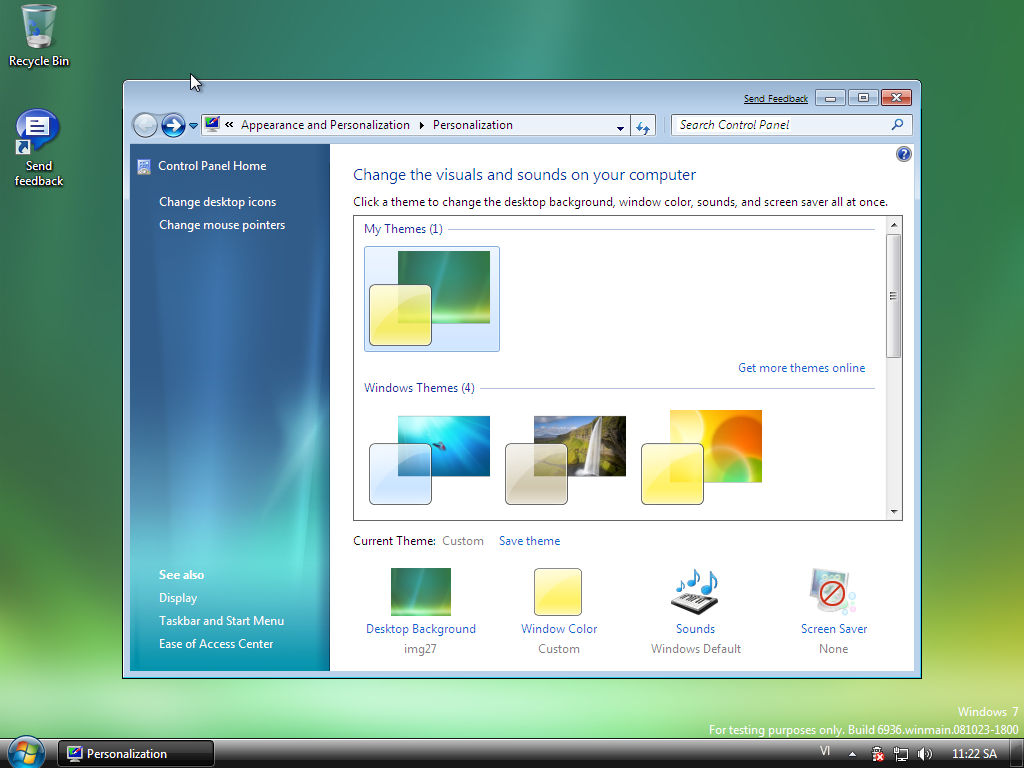 Recycle Bin
Send
feedback
Send Feedback
« Appearance and Personalization Personalization
Search Control Panel
Control Panel Home
Change desktop icons
Change mouse pointers
Change the visuals and sounds on your computer
Click a theme to change the desktop background, window color, sounds, and screen saver all at once.
My Themes (1)
Get more themes online
Windows Themes (4)
Current Theme: Custom Save theme
Desktop Background
img27
Window Color
Custom
Sounds
Windows Default
Screen Saver
None
See also
Display
Taskbar and Start Menu
Ease of Access Center
Windows 7
For testing purposes only. Build 6936.winmain.081023-1800
Personalization
VI
11:22 SA